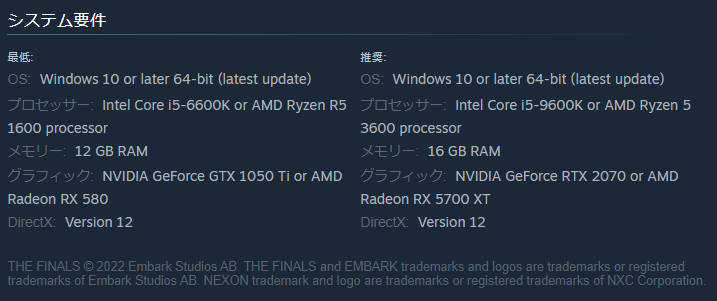 システム要件
最低:
OS: Windows 10 or later 64-bit (latest update)
プロセッサー: Intel Core i5-6600K or AMD Ryzen R5
1600 processor
メモリー: 12 GB RAM
グラフィック: NVIDIA GeForce GTX 1050 Ti or AMD
Radeon RX 580
DirectX: Version 12
推奨:
OS: Windows 10 or later 64-bit (latest update)
プロセッサー: Intel Core i5-9600K or AMD Ryzen 5
3600 processor
メモリー: 16 GB RAM
グラフィック: NVIDIA GeForce RTX 2070 or AMD
Radeon RX 5700 XT
DirectX: Version 12
THE FINALS © 2022 Embark Studios AB. THE FINALS and EMBARK trademarks and logos are trademarks or registered
trademarks of Embark Studios AB. NEXON trademark and logo are trademarks or registered trademarks of NXC Corporation.